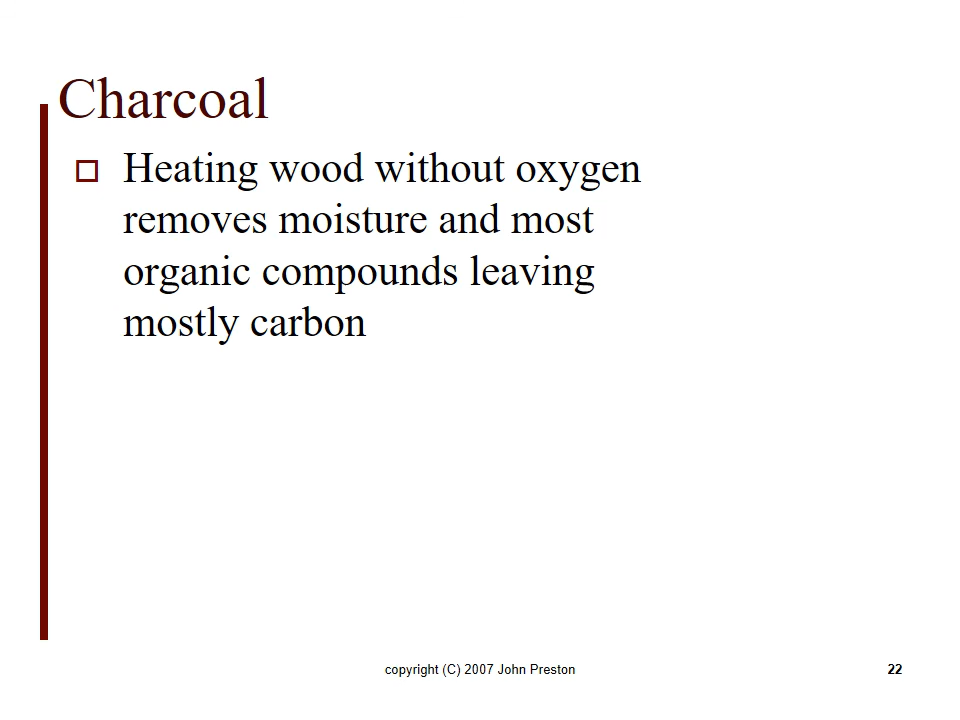 Charcoal
Heating wood without oxygen
removes moisture and most
organic compounds leaving
mostly carbon
copyright (C) 2007 John Preston
22